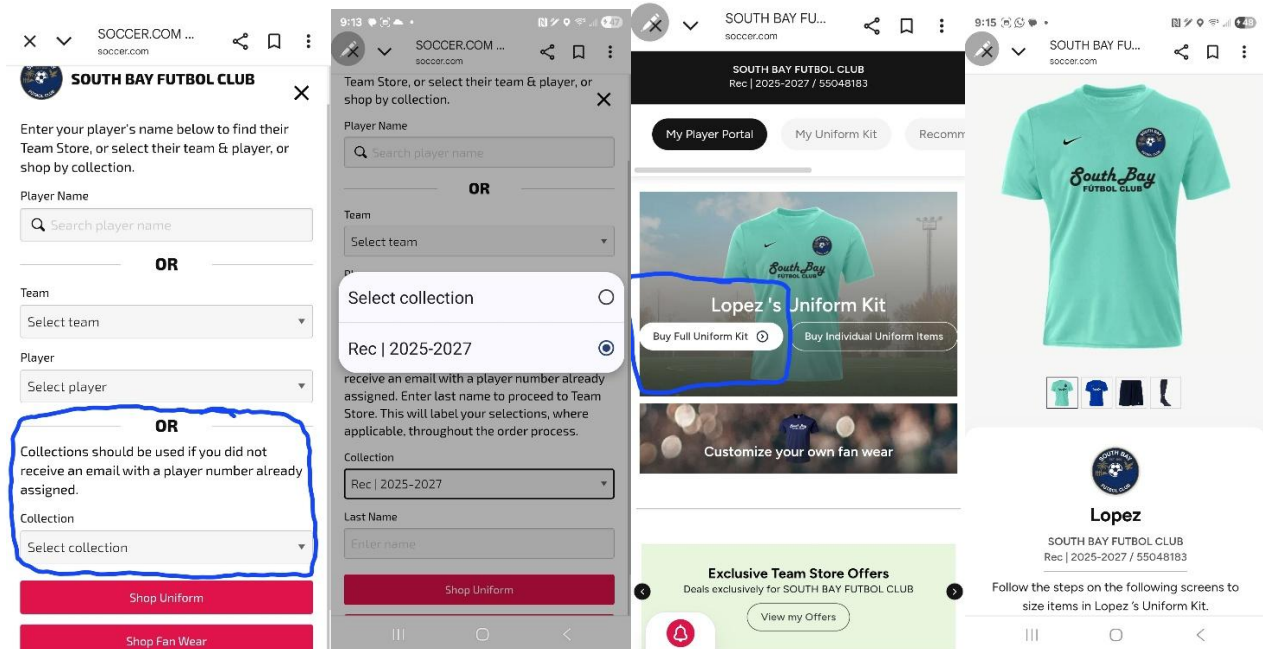 SOCCER.COM ...
soccer.com
SOUTH BAY FUTBOL CLUB
Enter your player's name below to find their
Team Store, or select their team & player, or
shop by collection.
Player Name
Search player name
OR
Team
Select team
Player
Select player
OR
Collections should be used if you did not
receive an email with a player number already
assigned.
Collection
Select collection
Shop Uniform
Shop Fan Wear
9:13
SOCCER.COM ...
soccer.com
Team Store, or select their team & player, or
shop by collection.
Player Name
Search player name
OR
Team
Select team
Select collection
Rec | 2025-2027
receive an email with a player number already
assigned. Enter last name to proceed to Team
Store. This will label your selections, where
applicable, throughout the order process.
Collection
Rec | 2025-2027
Last Name
Enter name
Shop Uniform
SOUTH BAY FU...
soccer.com
SOUTH BAY FUTBOL CLUB
Rec | 2025-2027 / 55048183
My Player Portal
My Uniform Kit
Recomm
South Bay
FÚTBOL CLUB
Lopez 's Uniform Kit
Buy Full Uniform Kit
Buy Individual Uniform Items
Customize your own fan wear
Exclusive Team Store Offers
Deals exclusively for SOUTH BAY FUTBOL CLUB
View my Offers
9:15
48
SOUTH BAY FU...
soccer.com
South Bay
FÚTBOL CLUB
SOUTH BAY
FUTBOL CLUB
Lopez
SOUTH BAY FUTBOL CLUB
Rec | 2025-2027 / 55048183
Follow the steps on the following screens to
size items in Lopez 's Uniform Kit.